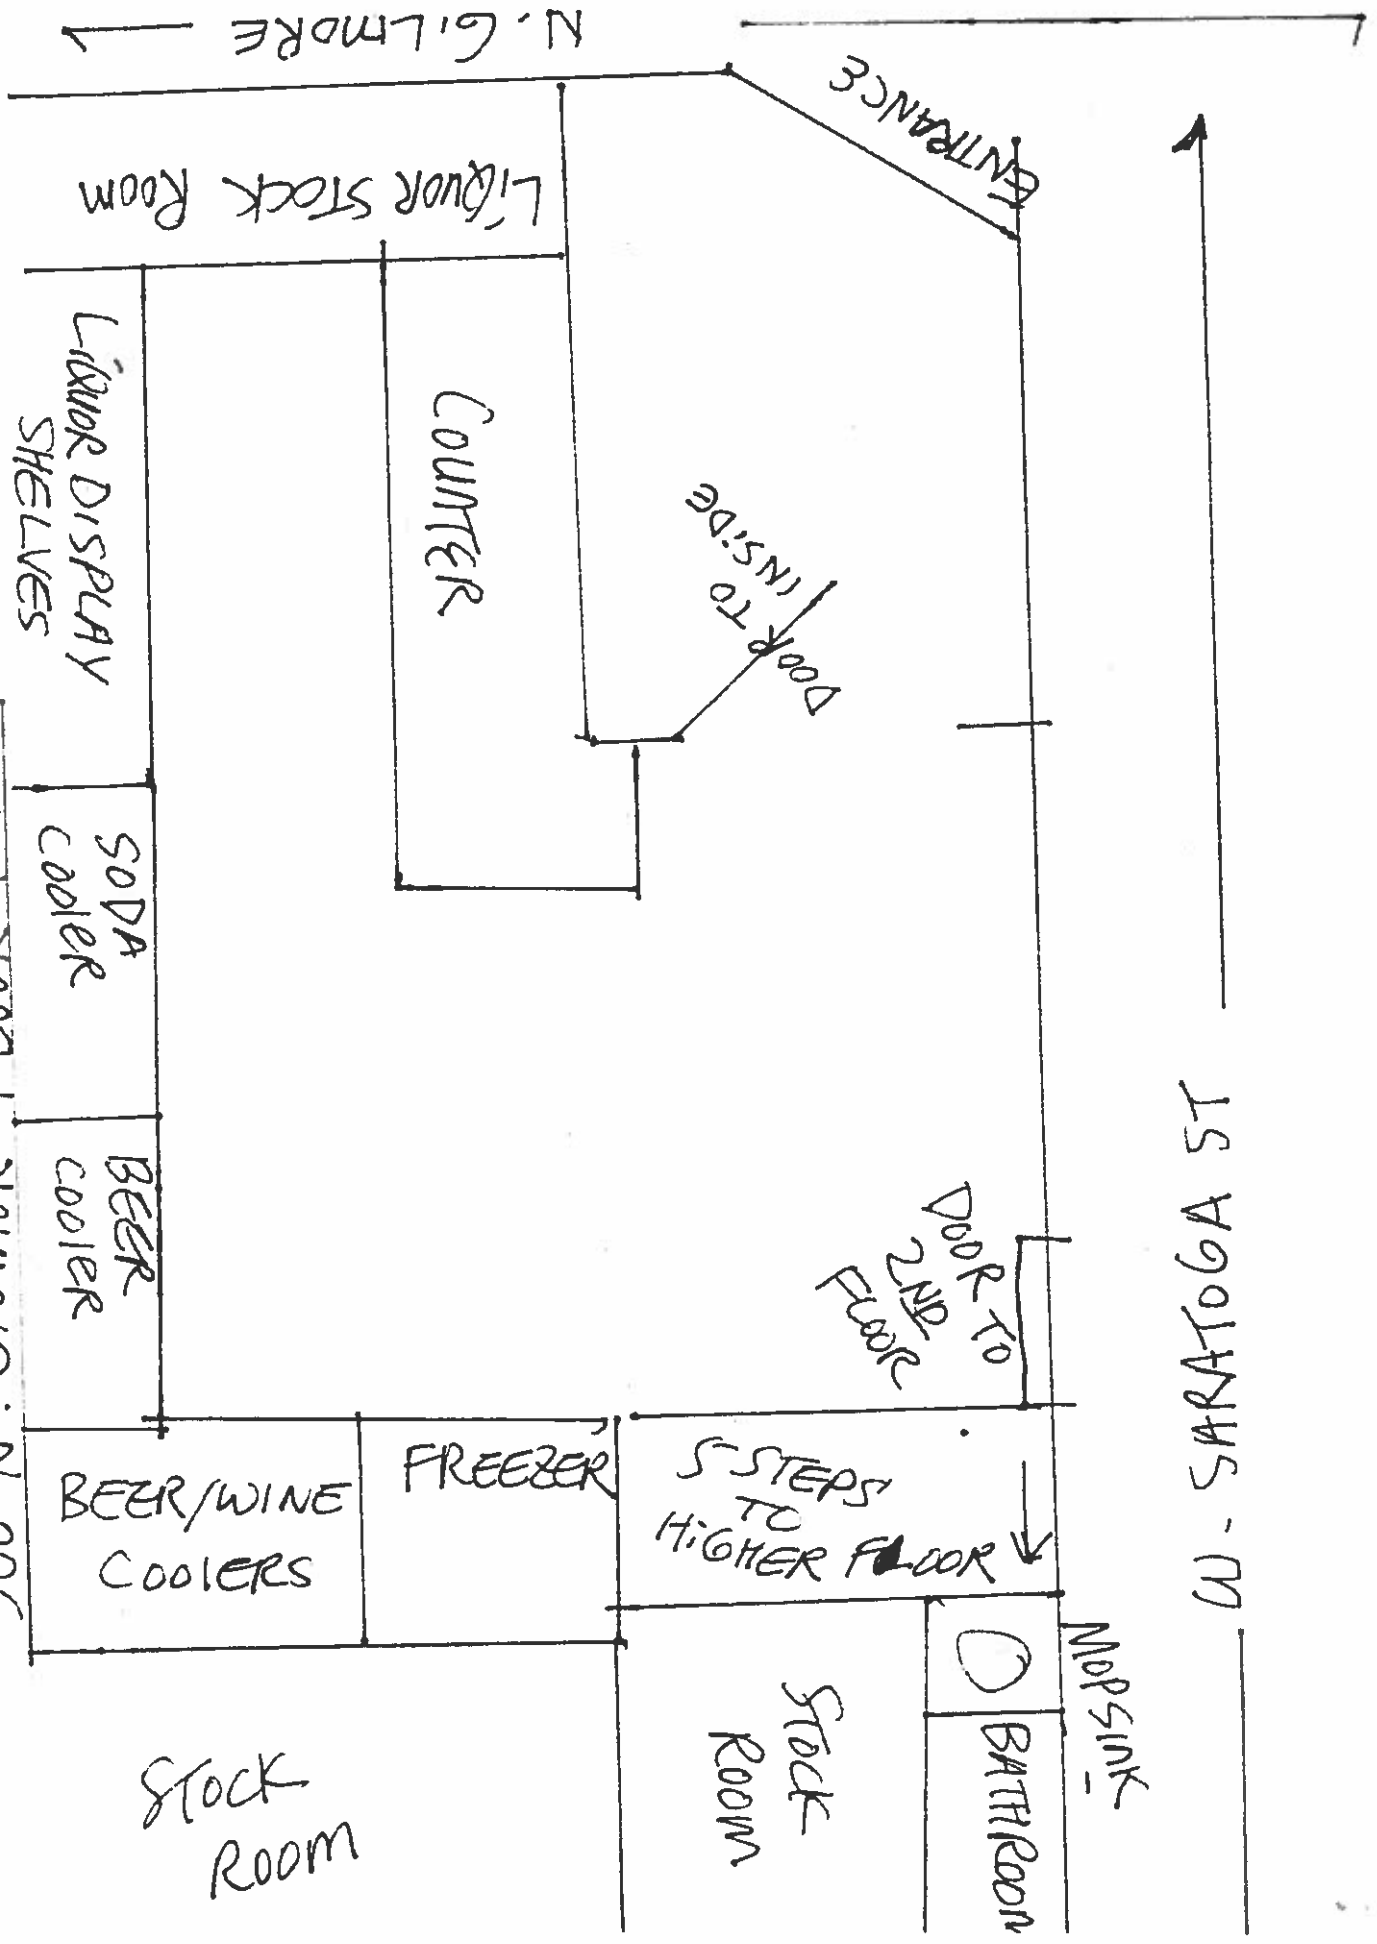 N. GILMORE
ENTRANCE
LiQUOR STOCK ROOM
LiQUOR DISPLAY
SHELVES
COUNTER
DOOR TO
INSiDE
SODA
COOlER
BEER
COOlER
DOOR TO
2ND
FLOOR
W - SARATOGA ST
BEER/WINE
COOlERS
FREEZER
5-STEPS
TO
HiGHER FLOOR
MOPSINK
BATHROOM
STOCK
ROOM
STOCK
ROOM